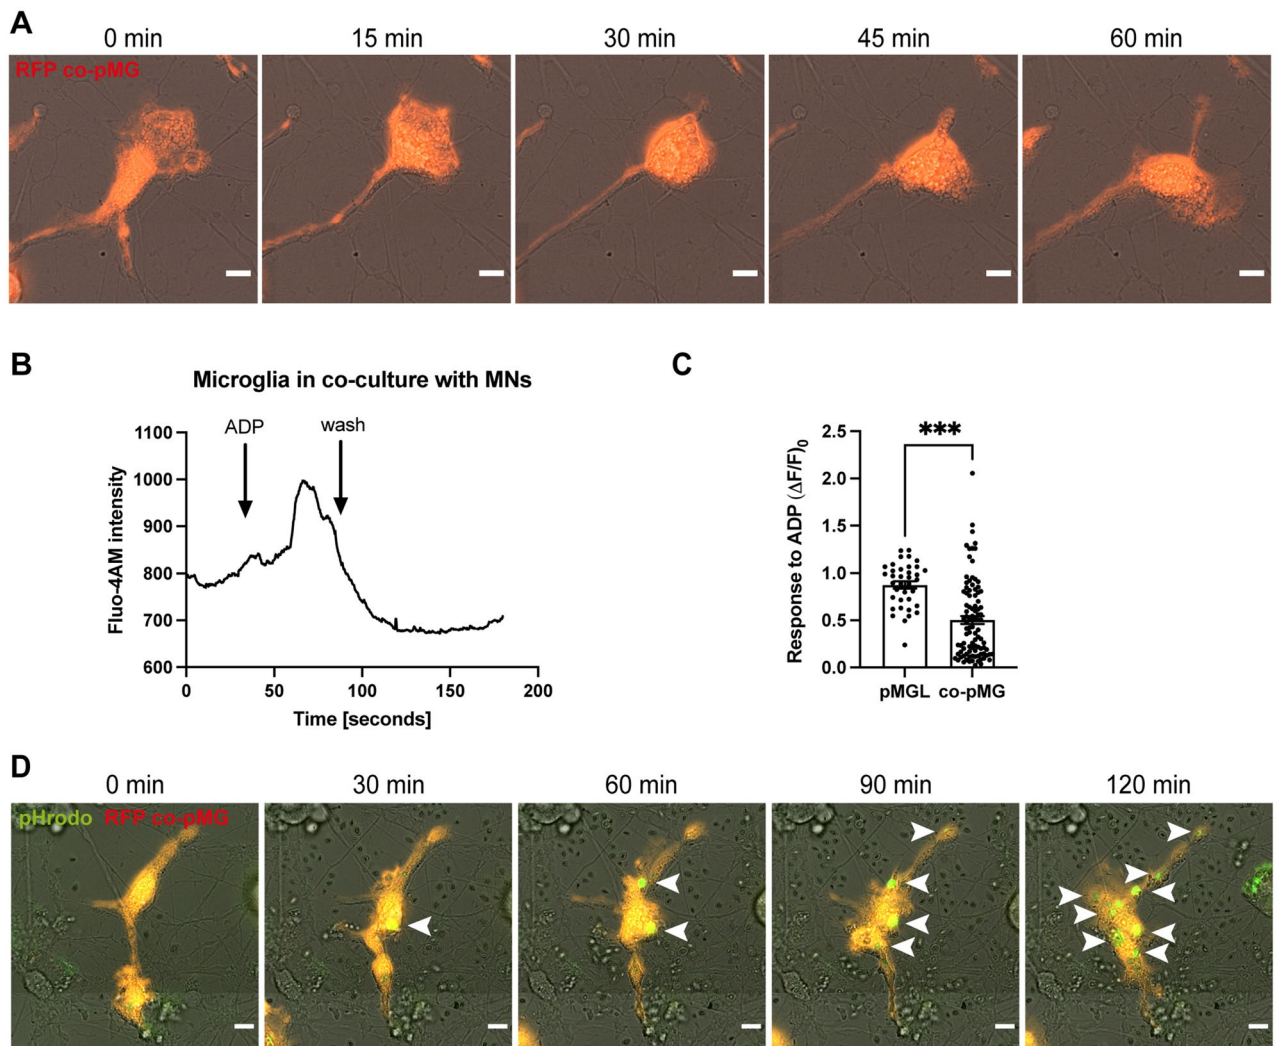 A
0 min 15 min 30 min 45 min 60 min
RFP co-pMG
B
Microglia in co-culture with MNs
ADP wash
Fluo-4AM intensity
1100
1000
900
800
700
600
0 50 100 150 200
Time [seconds]
C
***
Response to ADP (ΔF/F)₀
2.5
2.0
1.5
1.0
0.5
0.0
pMGL co-pMG
D
0 min 30 min 60 min 90 min 120 min
pHrodo RFP co-pMG